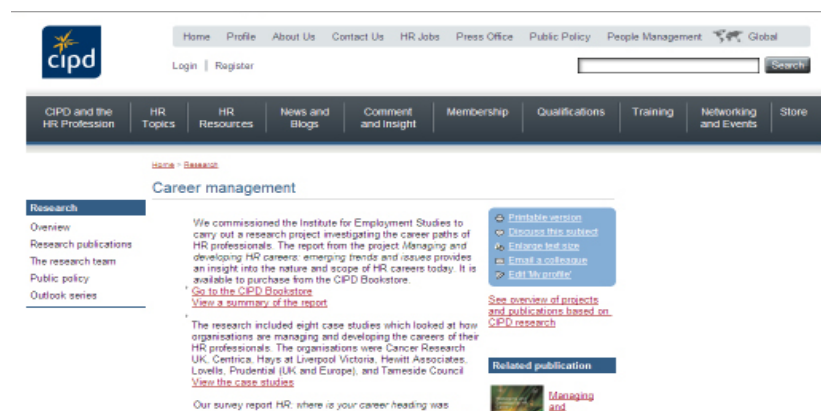 cipd
Home Profile About Us Contact Us HR Jobs Press Office Public Policy People Management Global
Login | Register
Search
CIPD and the HR Profession
HR Topics
HR Resources
News and Blogs
Comment and Insight
Membership
Qualifications
Training
Networking and Events
Store
Home > Research
Career management
Research
Overview
Research publications
The research team
Public policy
Outlook series
We commissioned the Institute for Employment Studies to
carry out a research project investigating the career paths of
HR professionals. The report from the project Managing and
developing HR careers: emerging trends and issues provides
an insight into the nature and scope of HR careers today. It is
available to purchase from the CIPD Bookstore.
Go to the CIPD Bookstore
View a summary of the report
The research included eight case studies which looked at how
organisations are managing and developing the careers of their
HR professionals. The organisations were Cancer Research
UK, Centrica, Hays at Liverpool Victoria, Hewitt Associates,
Lovells, Prudential (UK and Europe), and Tameside Council
View the case studies
Our survey report HR: where is your career heading was
Printable version
Discuss this subject
Enlarge text size
Email a colleague
Edit 'My profile'
See overview of projects
and publications based on
CIPD research
Related publication
Managing
and